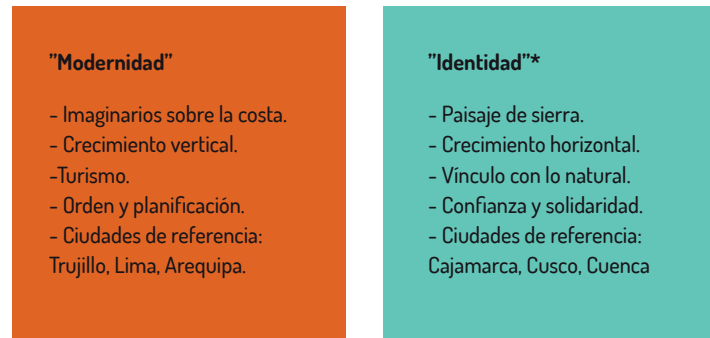 ”Modernidad”
- Imaginarios sobre la costa.
- Crecimiento vertical.
-Turismo.
- Orden y planificación.
- Ciudades de referencia:
Trujillo, Lima, Arequipa.
”Identidad”*
- Paisaje de sierra.
- Crecimiento horizontal.
- Vínculo con lo natural.
- Confianza y solidaridad.
- Ciudades de referencia:
Cajamarca, Cusco, Cuenca